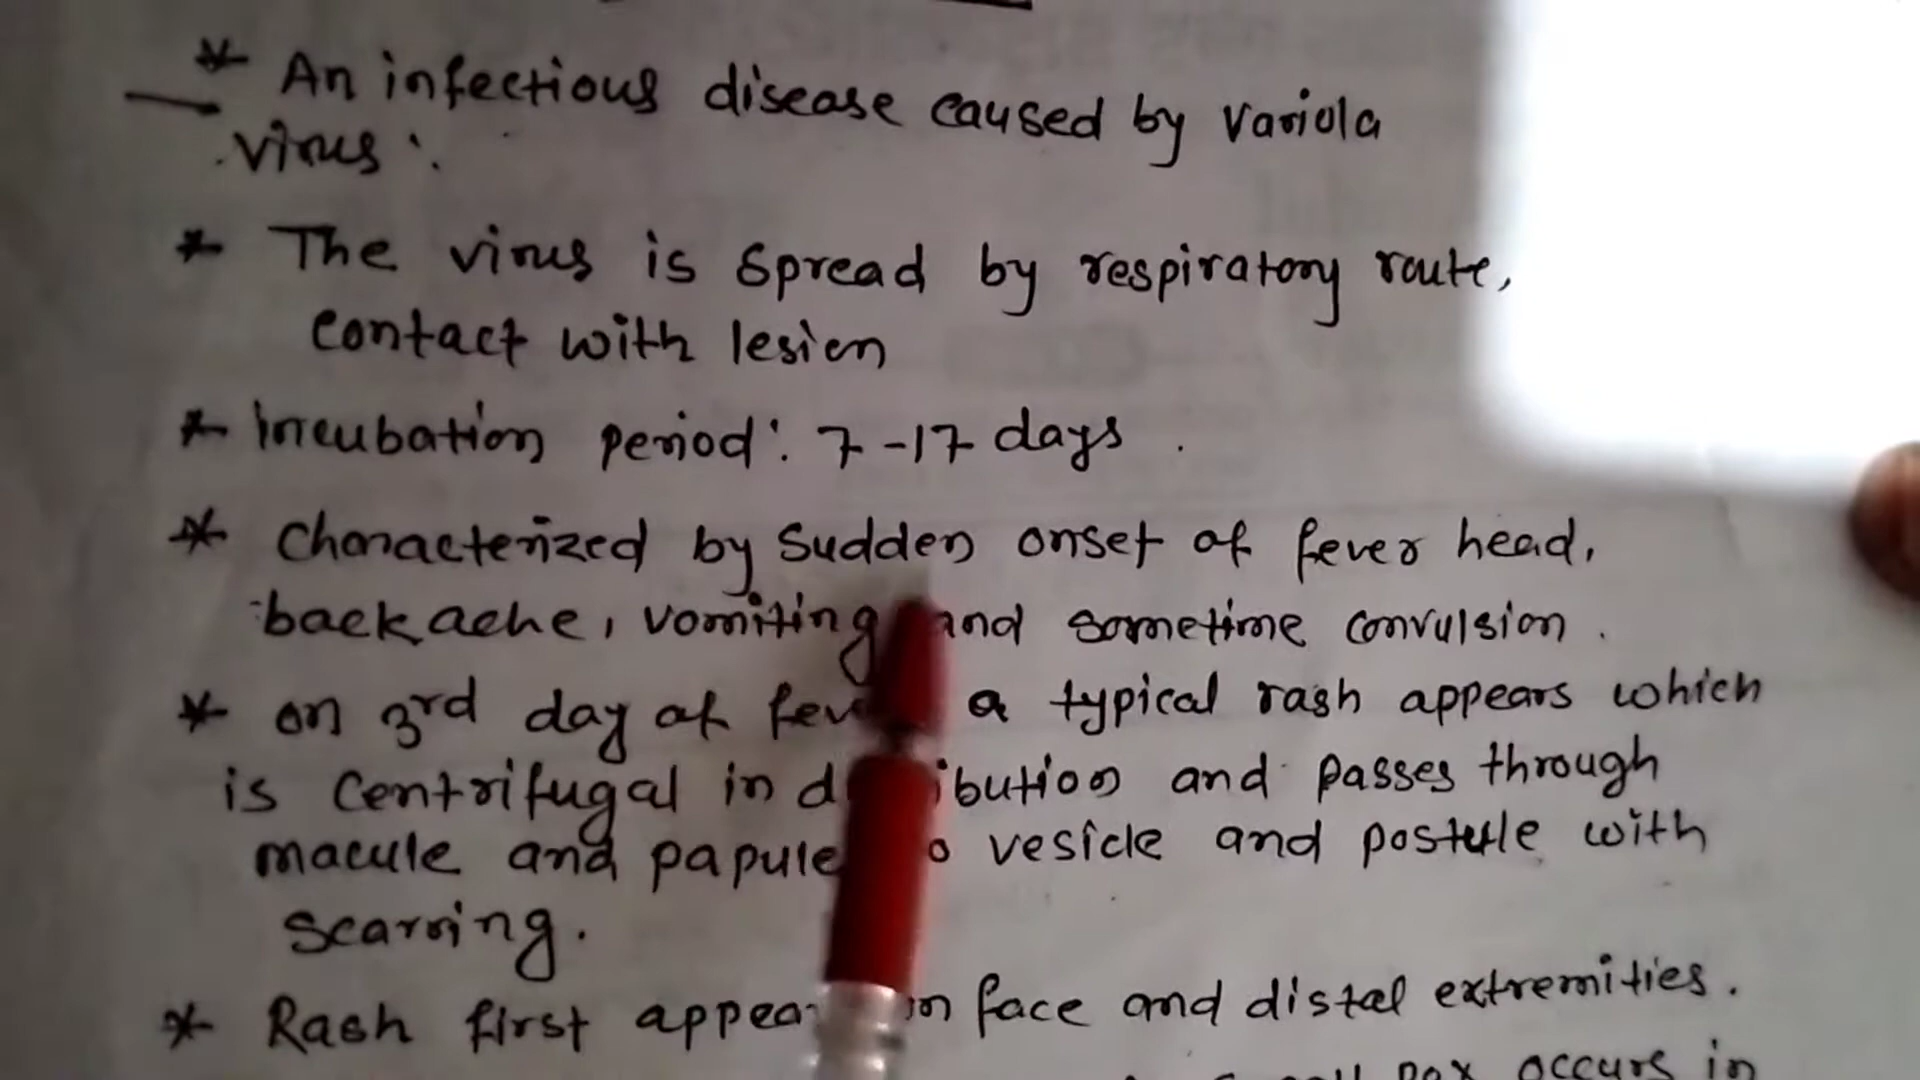 * An infectious disease caused by variola
virus:
* The virus is spread by respiratory route,
contact with lesion
* Incubation period: 7-17 days.
* Characterized by sudden onset of fever head,
backache, vomiting and sometime convulsion.
* on 3rd day of a typical rash appears which
is centrifugal in and passes through
macule and papule vesicle and postule with
scarring.
* Rash first face and distal extremities.
pox occurs in